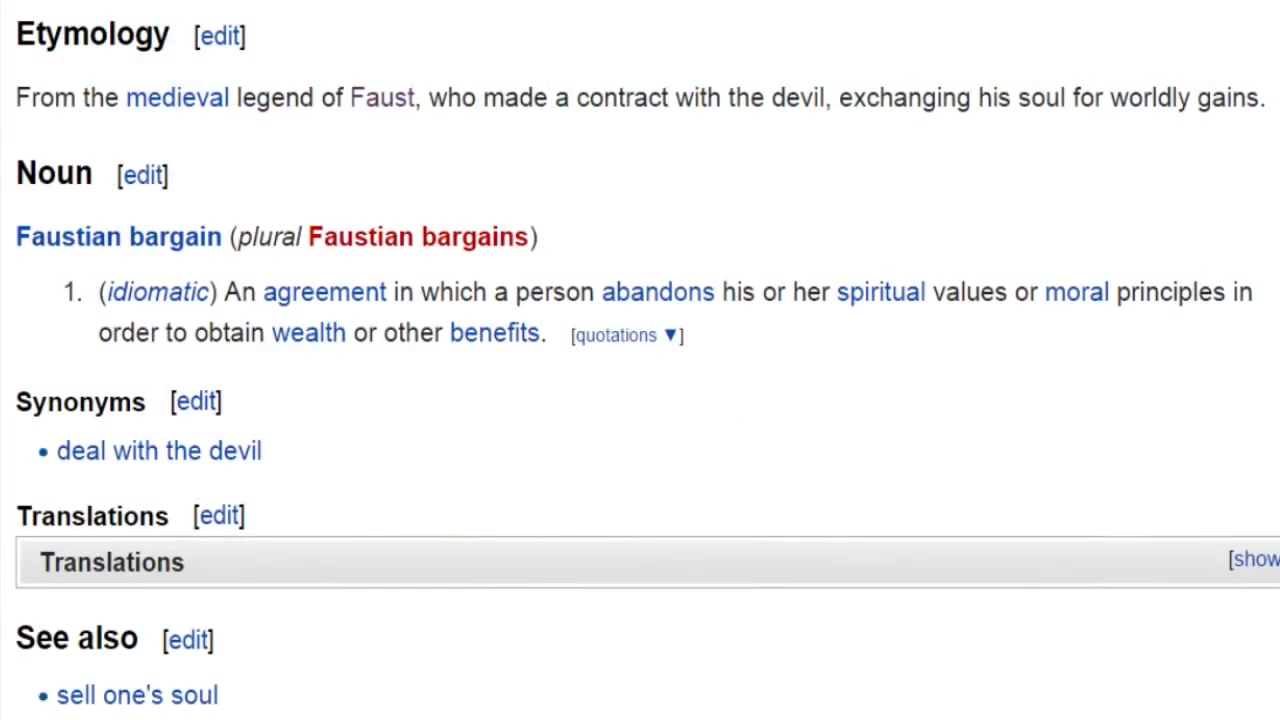 Etymology [edit]
From the medieval legend of Faust, who made a contract with the devil, exchanging his soul for worldly gains.
Noun [edit]
Faustian bargain (plural Faustian bargains)
1. (idiomatic) An agreement in which a person abandons his or her spiritual values or moral principles in
order to obtain wealth or other benefits. [quotations ▼]
Synonyms [edit]
• deal with the devil
Translations [edit]
Translations [show
See also [edit]
• sell one's soul